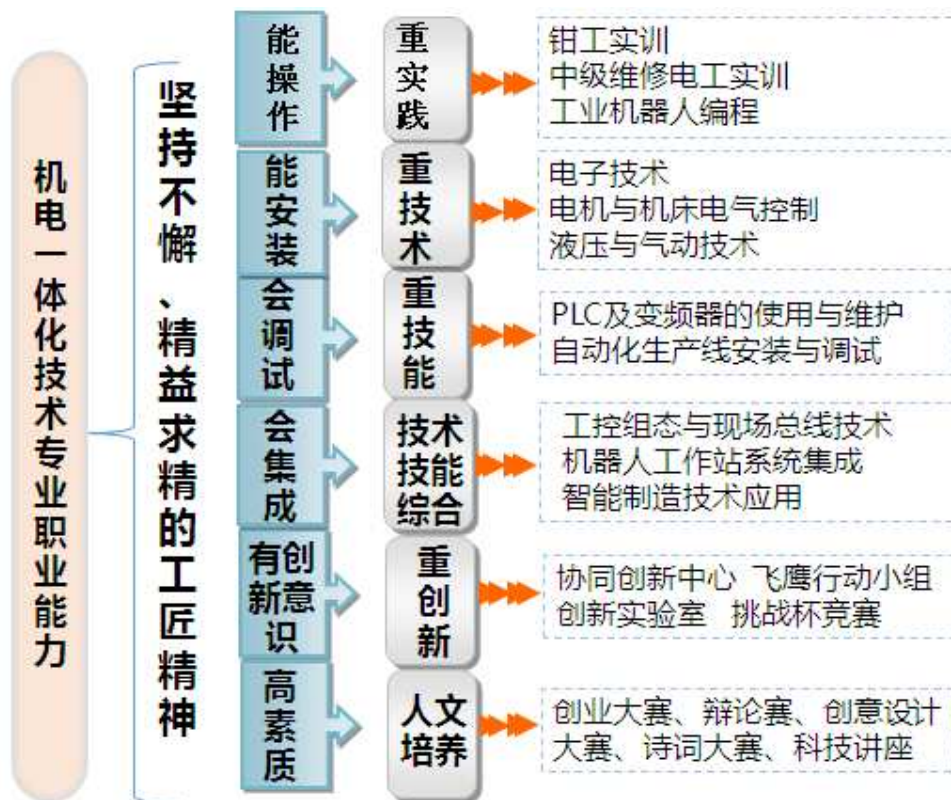 机电一体化技术专业职业能力
坚持不懈、精益求精的工匠精神
能操作
重实践
钳工实训
中级维修电工实训
工业机器人编程
能安装
重技术
电子技术
电机与机床电气控制
液压与气动技术
会调试
重技能
PLC及变频器的使用与维护
自动化生产线安装与调试
会集成
技术
技能
综合
工控组态与现场总线技术
机器人工作站系统集成
智能制造技术应用
有创
新意
识
重创新
协同创新中心 飞鹰行动小组
创新实验室 挑战杯竞赛
高素质
人文
培养
创业大赛、辩论赛、创意设计
大赛、诗词大赛、科技讲座